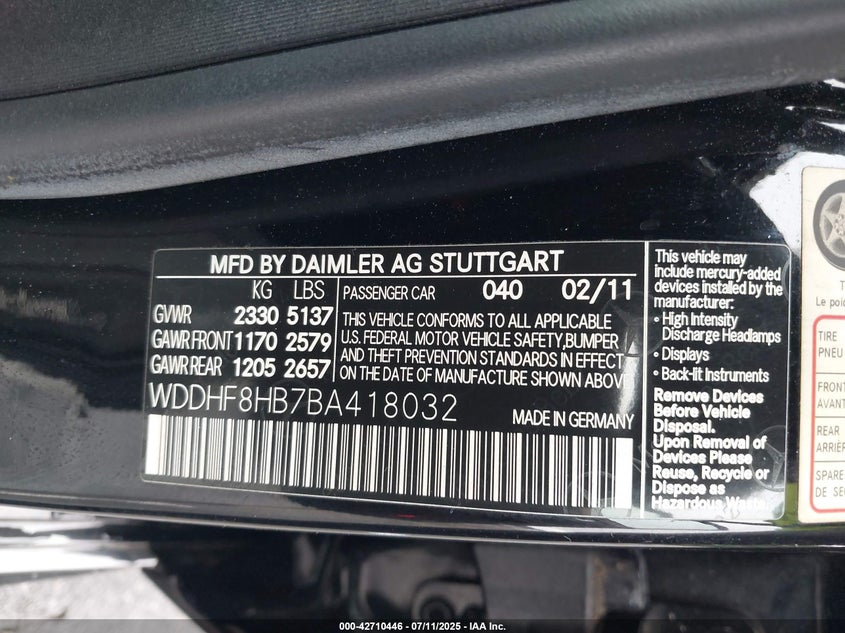 MFD BY DAIMLER AG STUTTGART
KG LBS
GVWR 2330 5137
GAWR FRONT 1170 2579
GAWR REAR 1205 2657
PASSENGER CAR 040 02/11
THIS VEHICLE CONFORMS TO ALL APPLICABLE
U.S. FEDERAL MOTOR VEHICLE SAFETY, BUMPER
AND THEFT PREVENTION STANDARDS IN EFFECT
ON THE DATE OF MANUFACTURE SHOWN ABOVE
WDDHF8HB7BA418032
MADE IN GERMANY
This vehicle may
include mercury-added
devices installed by the
manufacturer:
• High Intensity
Discharge Headlamps
• Displays
• Back-lit Instruments
Remove Devices
Before Vehicle
Disposal.
Upon Removal of
Devices Please
Reuse, Recycle or
Dispose as
Hazardous Waste.
Le
TIRE
PNEU
FRONT
AVANT
REAR
SPARE
DE
000-42710446 - 07/11/2025 - IAA Inc.